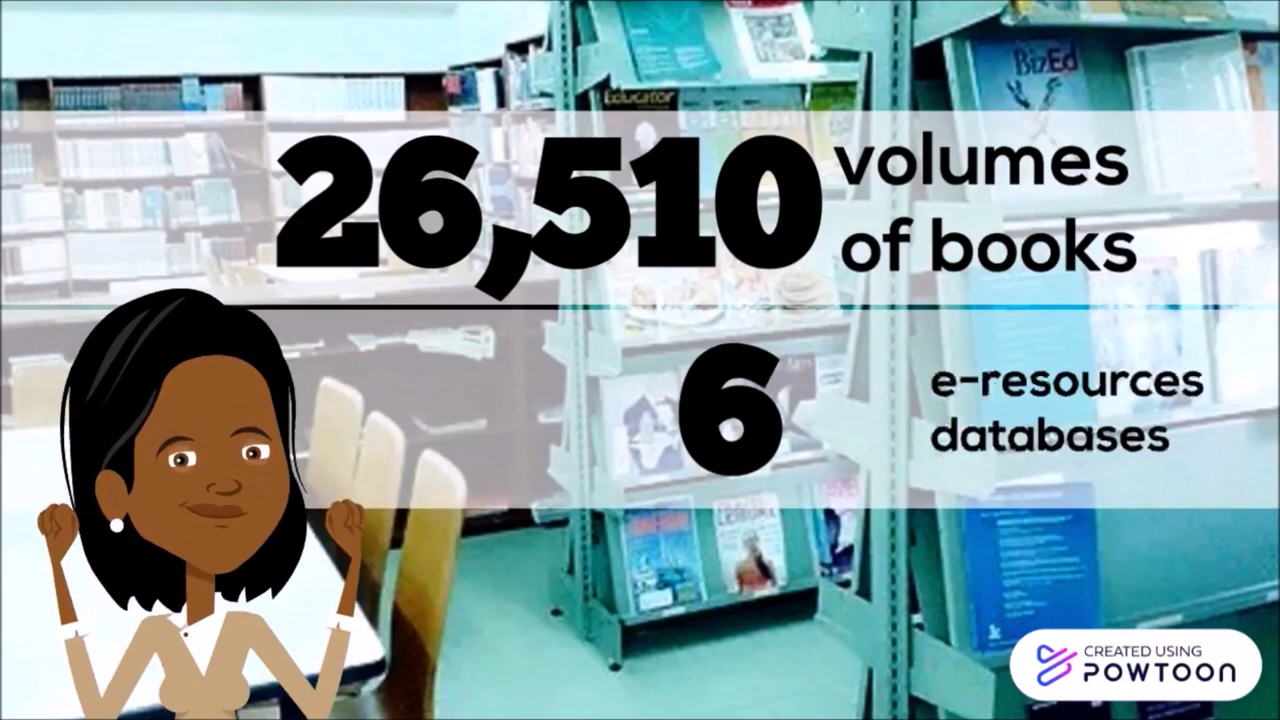 BizEd
Educator
26,510 volumes
of books
6 e-resources
databases
CREATED USING
POWTOON